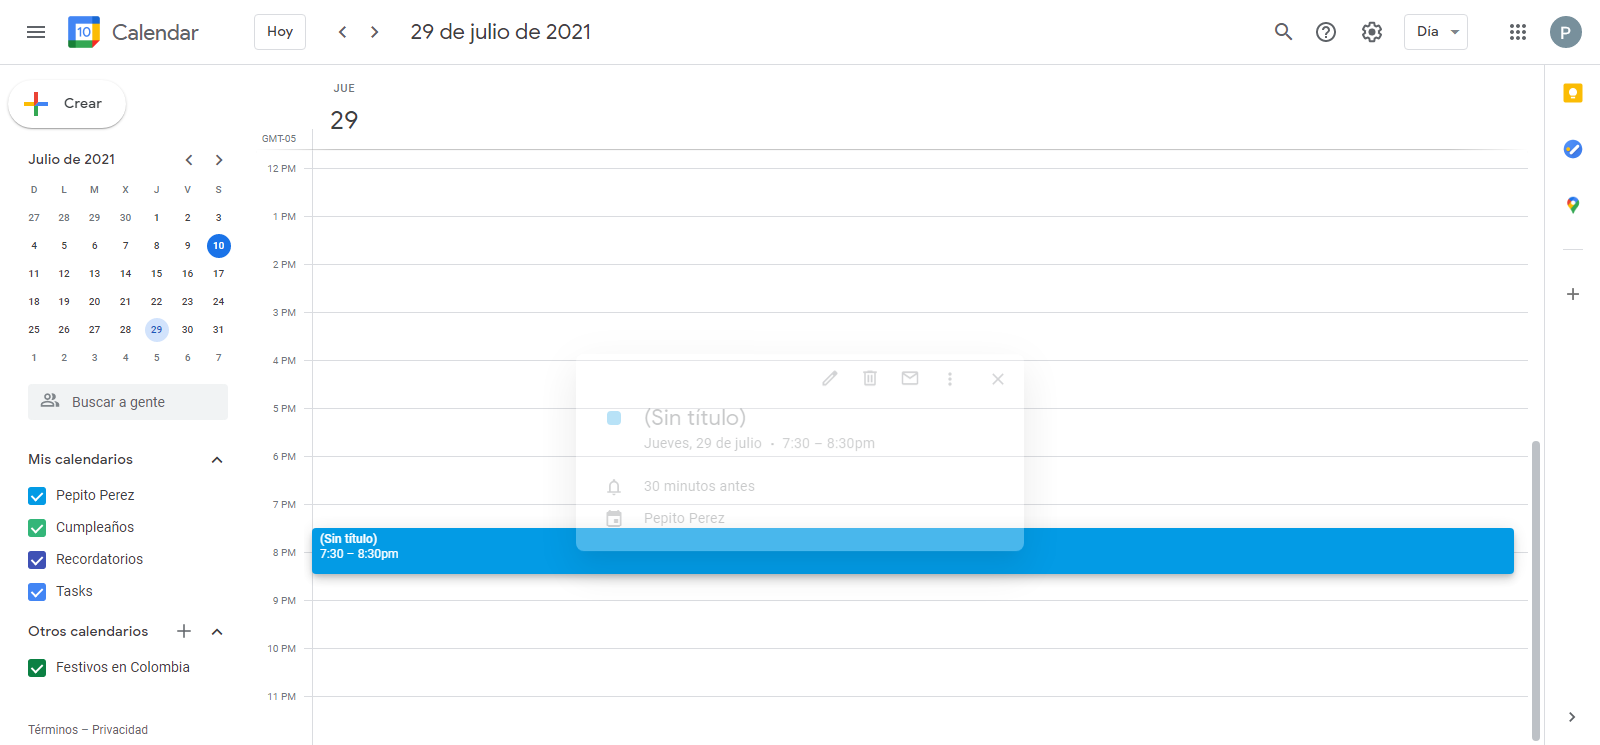 10 Calendar Hoy 29 de julio de 2021 Día P
Crear
Julio de 2021
D L M X J V S
27 28 29 30 1 2 3
4 5 6 7 8 9 10
11 12 13 14 15 16 17
18 19 20 21 22 23 24
25 26 27 28 29 30 31
1 2 3 4 5 6 7
Buscar a gente
Mis calendarios
Pepito Perez
Cumpleaños
Recordatorios
Tasks
Otros calendarios
Festivos en Colombia
Términos – Privacidad
JUE
29
GMT-05
12 PM
1 PM
2 PM
3 PM
4 PM
5 PM
6 PM
7 PM
8 PM
9 PM
10 PM
11 PM
(Sin título)
Jueves, 29 de julio · 7:30 – 8:30pm
30 minutos antes
Pepito Perez
(Sin título)
7:30 – 8:30pm